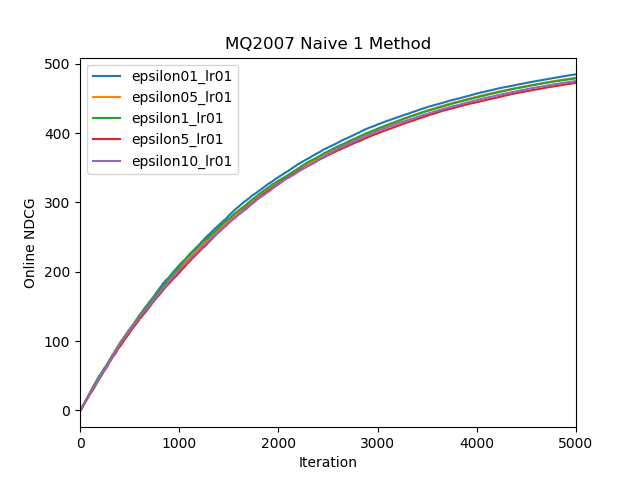 MQ2007 Naive 1 Method
epsilon01_lr01
epsilon05_lr01
epsilon1_lr01
epsilon5_lr01
epsilon10_lr01
Online NDCG
500
400
300
200
100
0
0 1000 2000 3000 4000 5000
Iteration